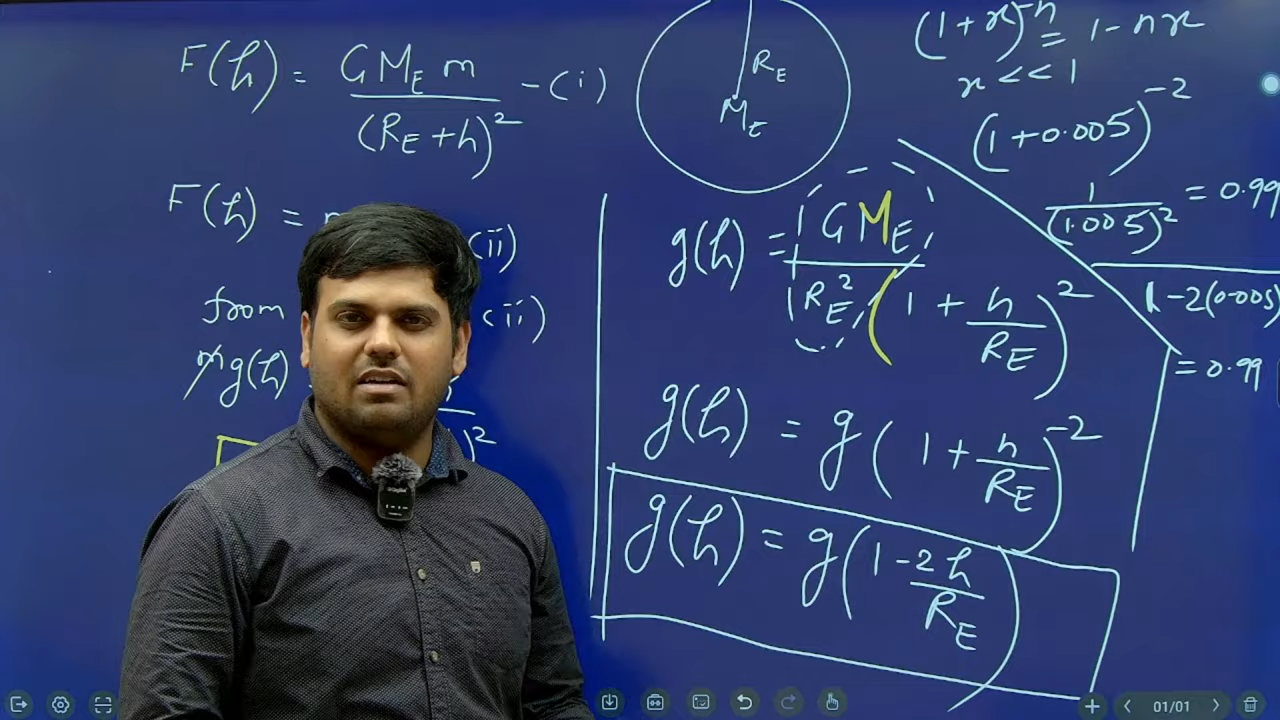 F(h) = GM_E m / (R_E + h)^2 - (i)
F(h) = (ii)
from (ii)
mg(h)
)^2
R_E
M_E
(1+x)^-n = 1-nx
x << 1
(1+0.005)^-2
1 / (1.005)^2 = 0.99
1-2(0.005)
= 0.99
g(h) = GM_E / R_E^2 (1 + h/R_E)^2
g(h) = g(1 + h/R_E)^-2
g(h) = g(1 - 2h/R_E)
01/01